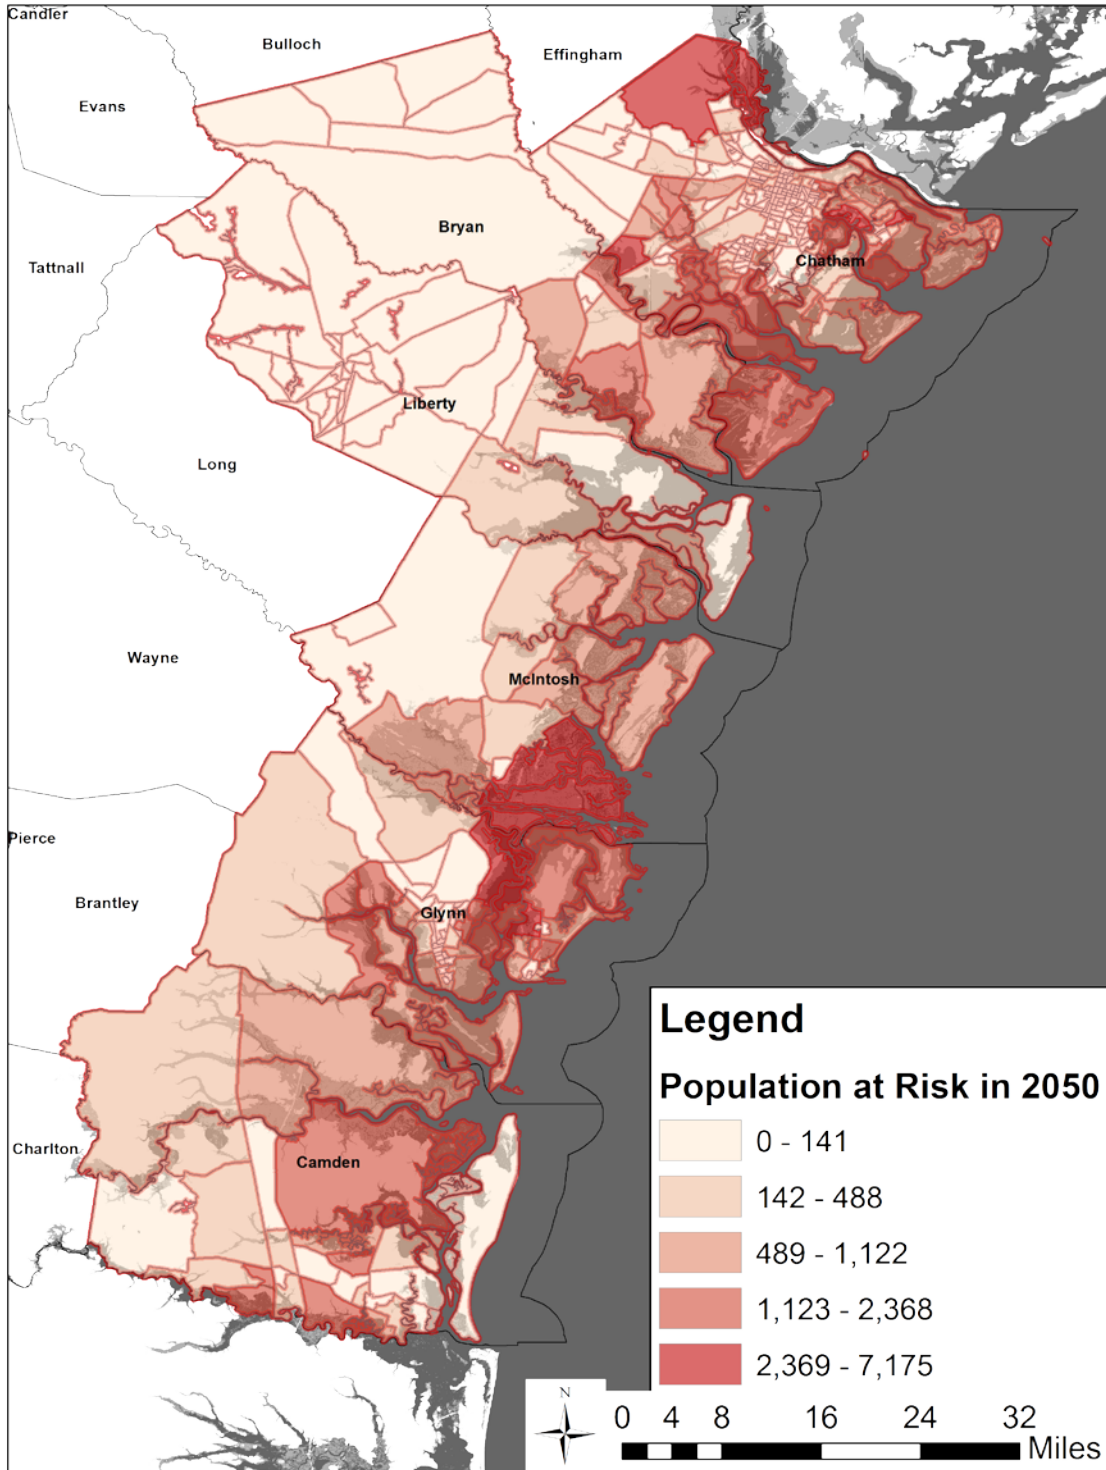 Candler
Bulloch
Effingham
Evans
Bryan
Tattnall
Chatham
Liberty
Long
Wayne
McIntosh
Pierce
Brantley
Glynn
Legend
Population at Risk in 2050
0 - 141
Charlton
Camden
142 - 488
489 - 1,122
1,123 - 2,368
2,369 - 7,175
N
0 4 8 16 24 32
Miles